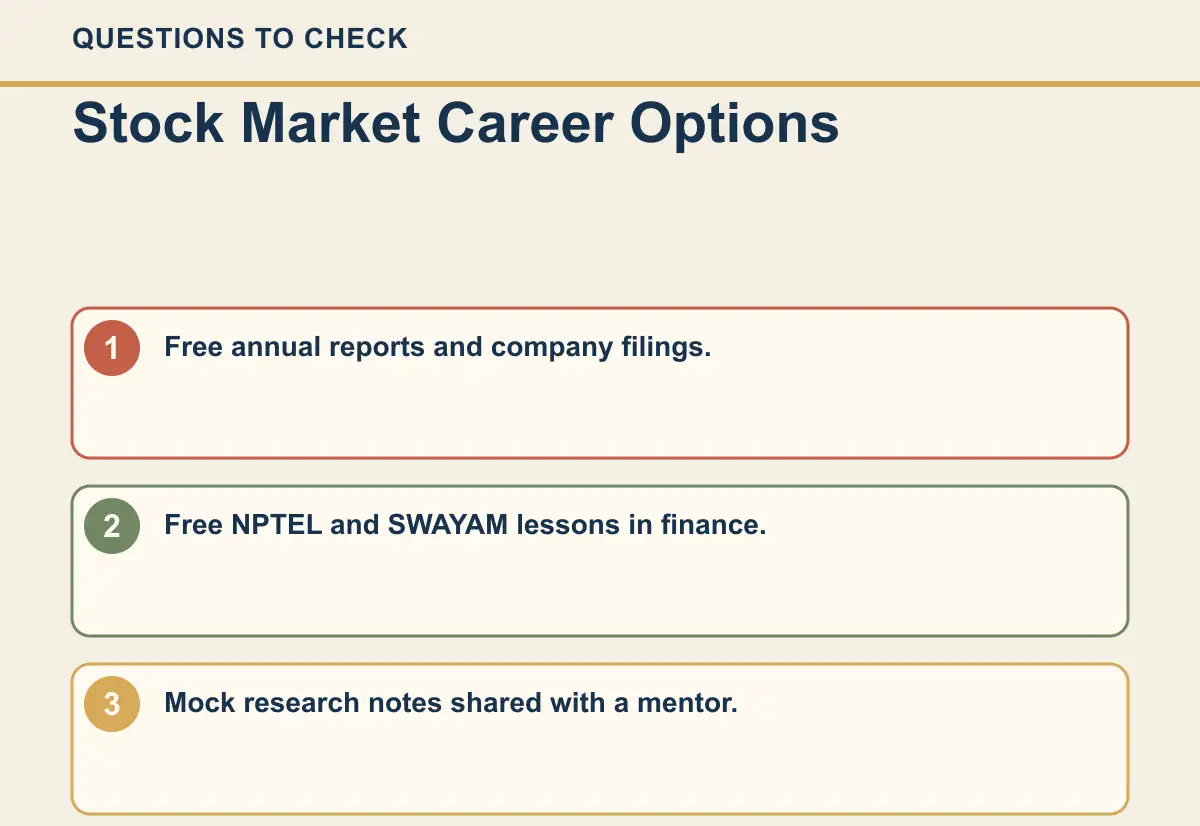 QUESTIONS TO CHECK
Stock Market Career Options
1 Free annual reports and company filings.
2 Free NPTEL and SWAYAM lessons in finance.
3 Mock research notes shared with a mentor.